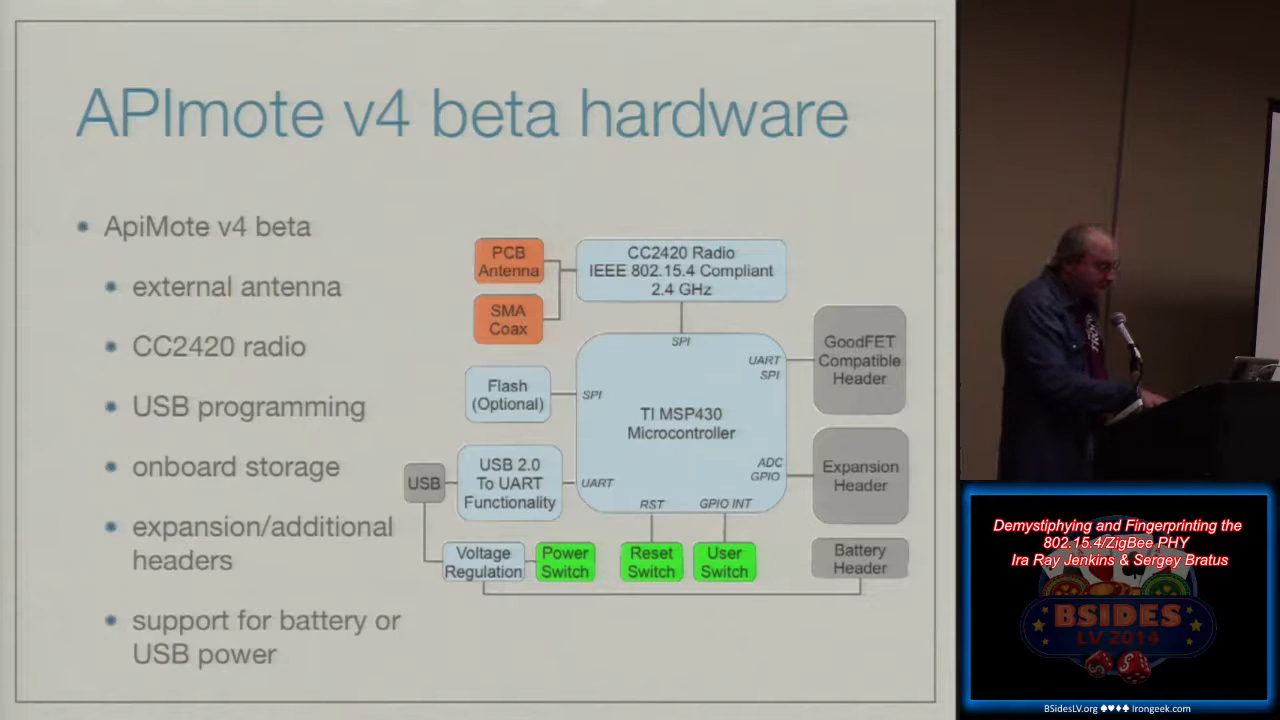 APImote v4 beta hardware
ApiMote v4 beta
external antenna
CC2420 radio
USB programming
onboard storage
expansion/additional
headers
support for battery or
USB power
PCB
Antenna
SMA
Coax
CC2420 Radio
IEEE 802.15.4 Compliant
2.4 GHz
SPI
UART
SPI
GoodFET
Compatible
Header
Flash
(Optional)
SPI
TI MSP430
Microcontroller
USB
USB 2.0
To UART
Functionality
UART
ADC
GPIO
Expansion
Header
RST
GPIO INT
Voltage
Regulation
Power
Switch
Reset
Switch
User
Switch
Battery
Header
Demystiphying and Fingerprinting the
802.15.4/ZigBee PHY
Ira Ray Jenkins & Sergey Bratus
BSIDES
LV 2014
BSidesLV.org ♠♥♦♣ Irongeek.com